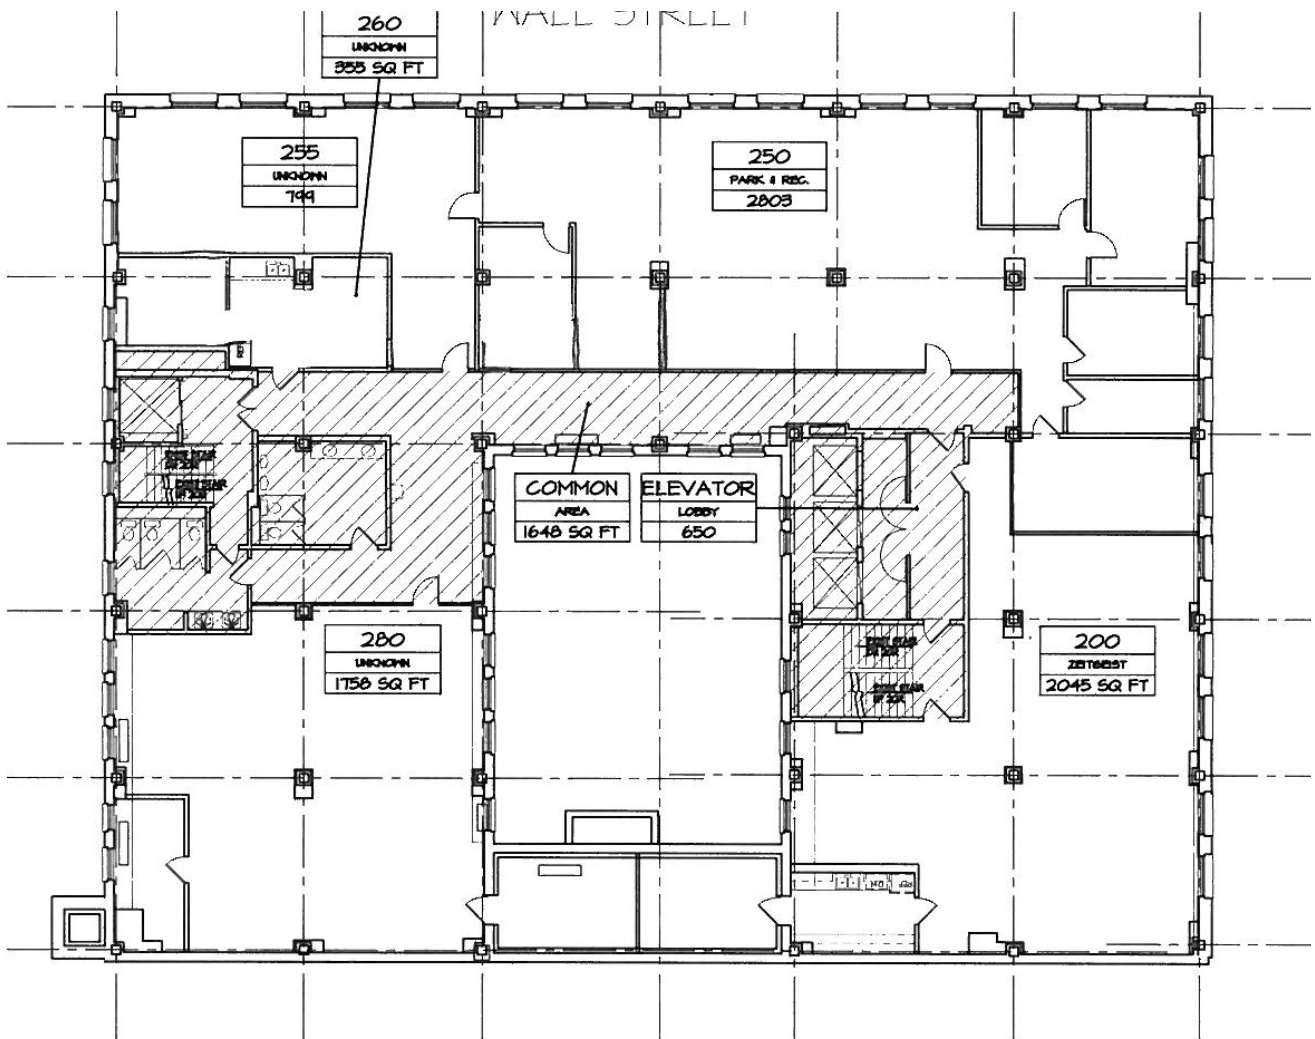 WALL STREET
260
UNKNOWN
355 SQ FT
255
UNKNOWN
799
250
PARK & REC.
2803
REF
COMMON
AREA
1648 SQ FT
ELEVATOR
LOBBY
650
280
UNKNOWN
1758 SQ FT
200
ZEITGEIST
2045 SQ FT